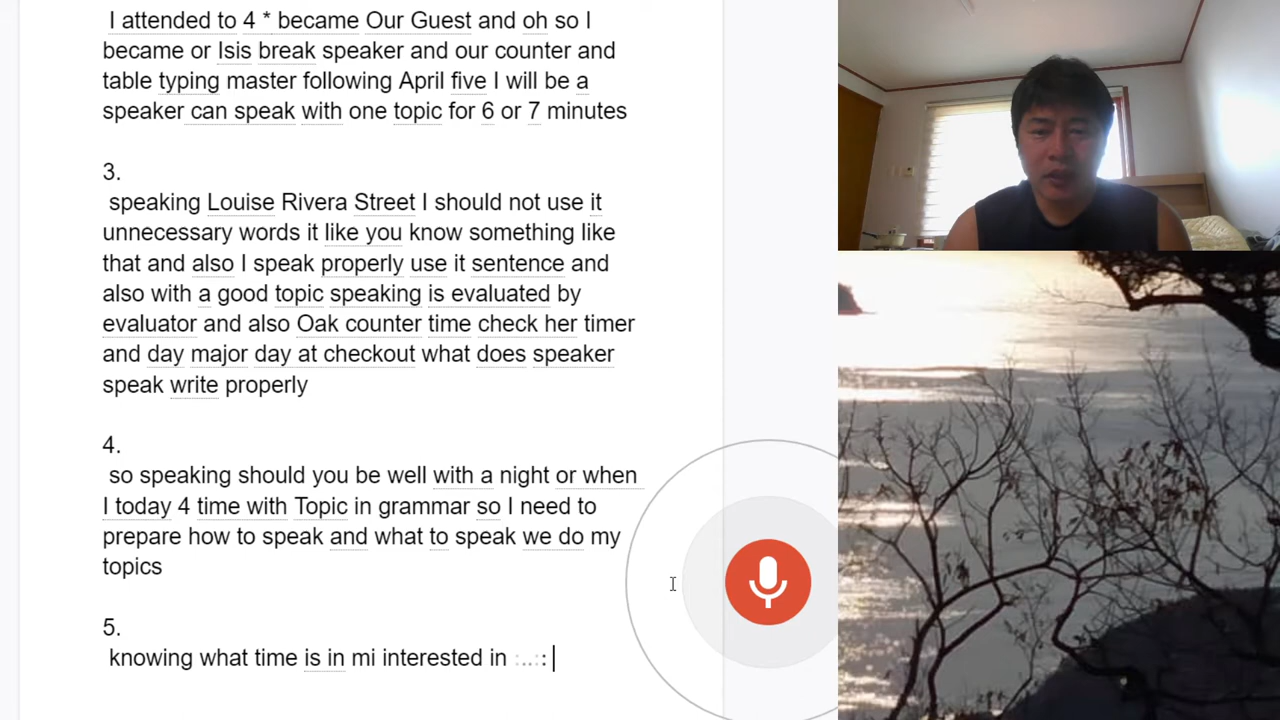 I attended to 4 * became Our Guest and oh so I
became or Isis break speaker and our counter and
table typing master following April five I will be a
speaker can speak with one topic for 6 or 7 minutes
3.
speaking Louise Rivera Street I should not use it
unnecessary words it like you know something like
that and also I speak properly use it sentence and
also with a good topic speaking is evaluated by
evaluator and also Oak counter time check her timer
and day major day at checkout what does speaker
speak write properly
4.
so speaking should you be well with a night or when
I today 4 time with Topic in grammar so I need to
prepare how to speak and what to speak we do my
topics
5.
knowing what time is in mi interested in